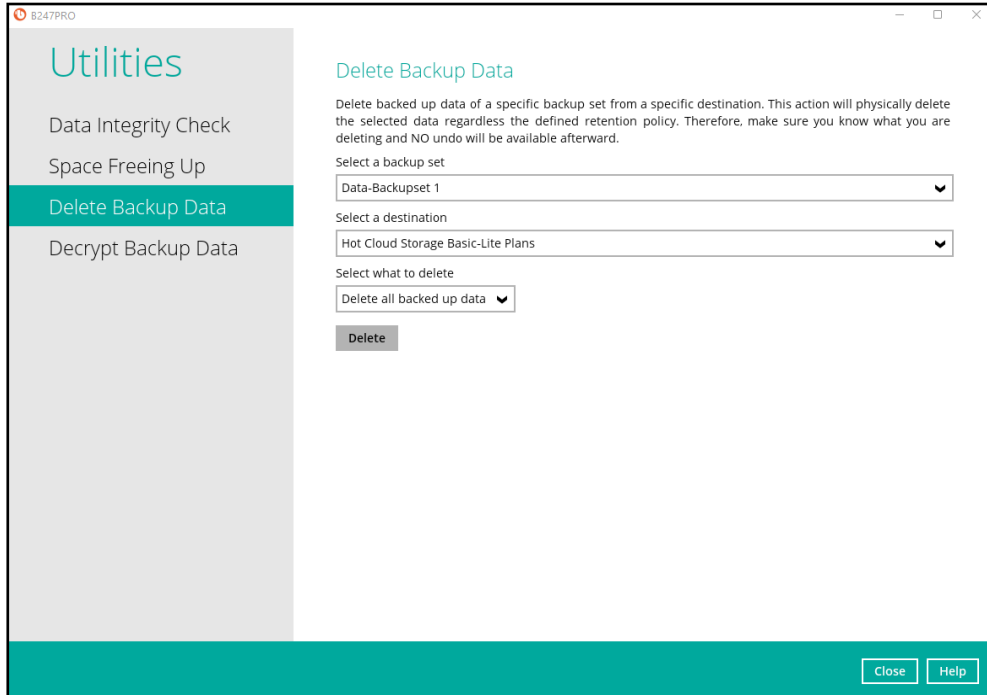 B247PRO
Utilities
Data Integrity Check
Space Freeing Up
Delete Backup Data
Decrypt Backup Data
Delete Backup Data
Delete backed up data of a specific backup set from a specific destination. This action will physically delete
the selected data regardless the defined retention policy. Therefore, make sure you know what you are
deleting and NO undo will be available afterward.
Select a backup set
Data-Backupset 1
Select a destination
Hot Cloud Storage Basic-Lite Plans
Select what to delete
Delete all backed up data
Delete
Close
Help